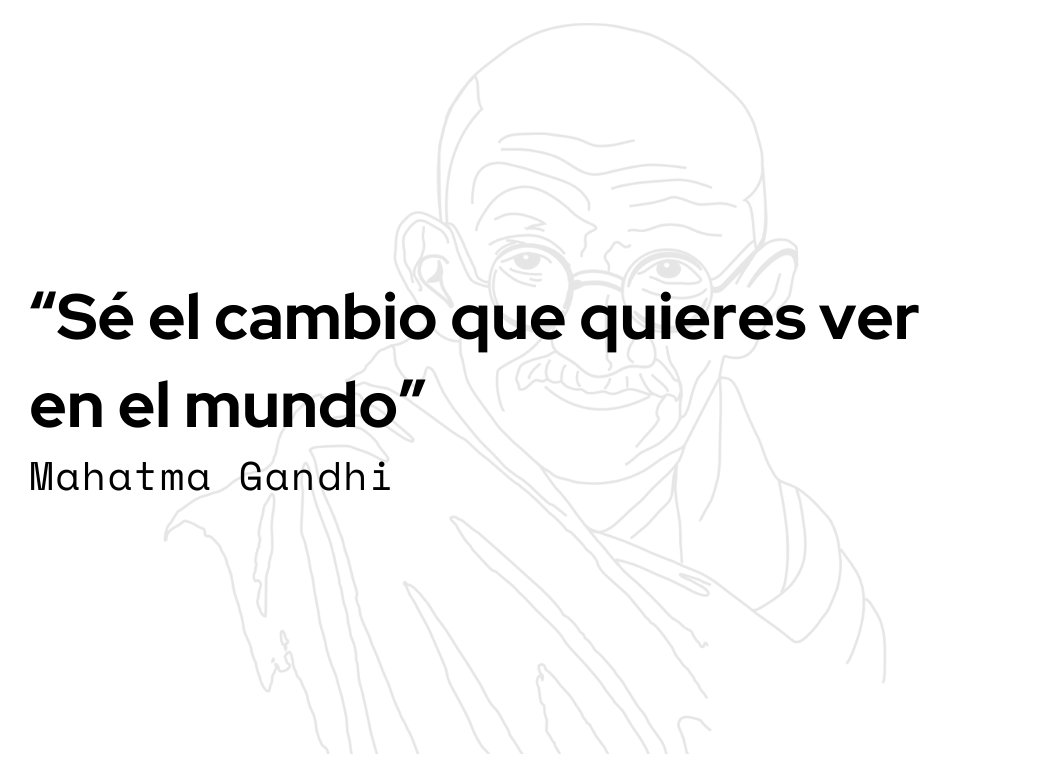 “Sé el cambio que quieres ver
en el mundo”
Mahatma Gandhi